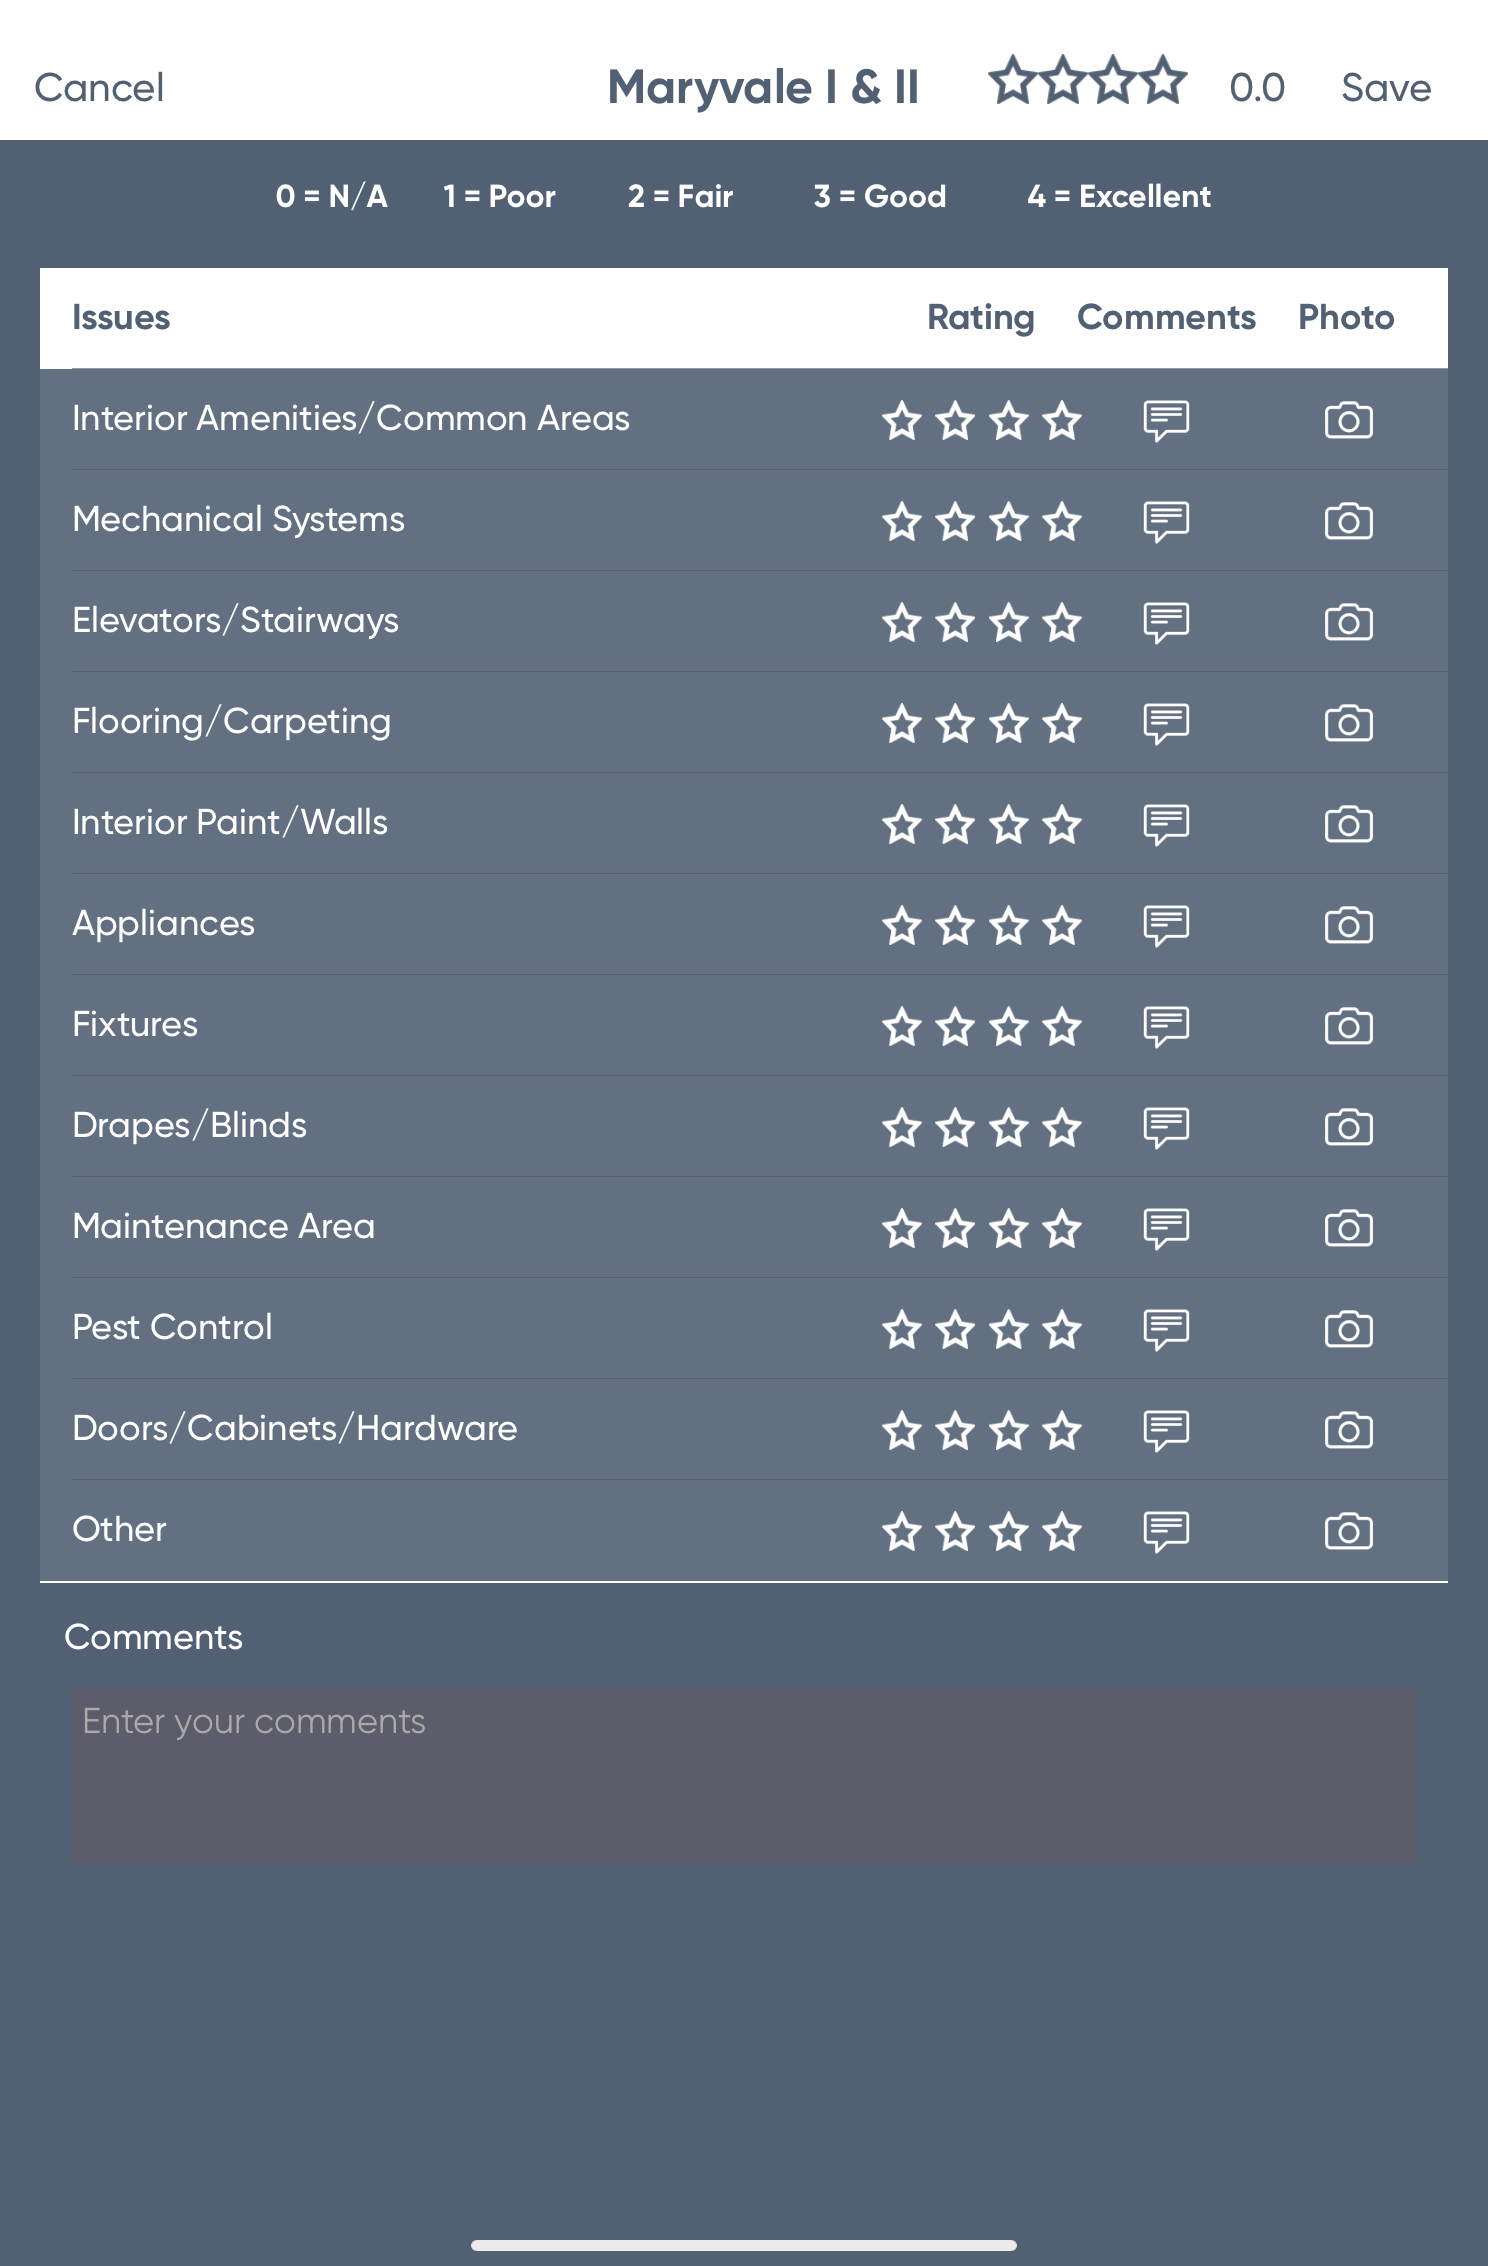 Cancel Maryvale I & II 0.0 Save
0 = N/A 1 = Poor 2 = Fair 3 = Good 4 = Excellent
Issues Rating Comments Photo
Interior Amenities/Common Areas
Mechanical Systems
Elevators/Stairways
Flooring/Carpeting
Interior Paint/Walls
Appliances
Fixtures
Drapes/Blinds
Maintenance Area
Pest Control
Doors/Cabinets/Hardware
Other
Comments
Enter your comments